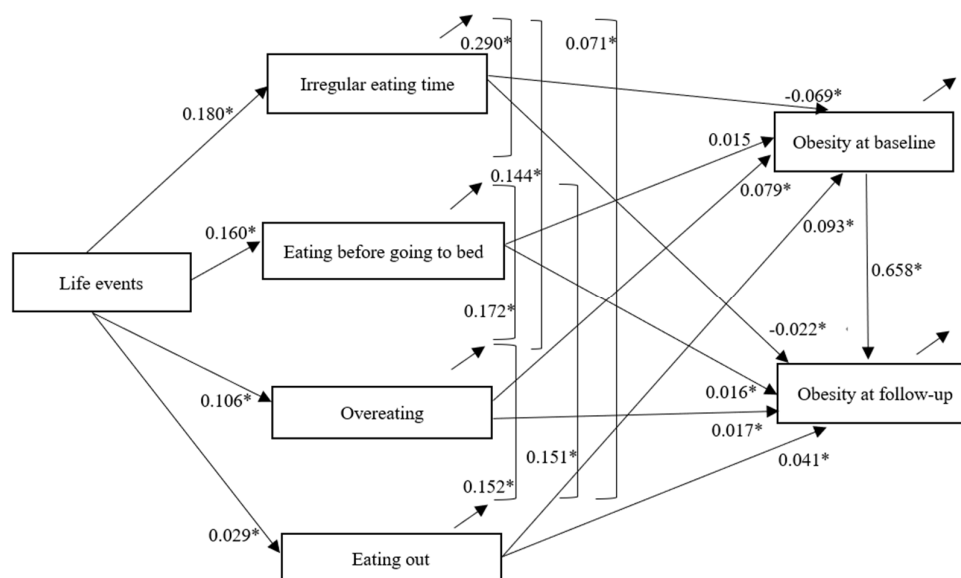 0.290*
0.071*
Irregular eating time
0.180*
-0.069*
Obesity at baseline
0.015
0.144*
0.079*
0.160*
Eating before going to bed
0.093*
Life events
0.658*
0.172*
-0.022*
0.106*
Overeating
0.016*
Obesity at follow-up
0.017*
0.151*
0.041*
0.152*
0.029*
Eating out